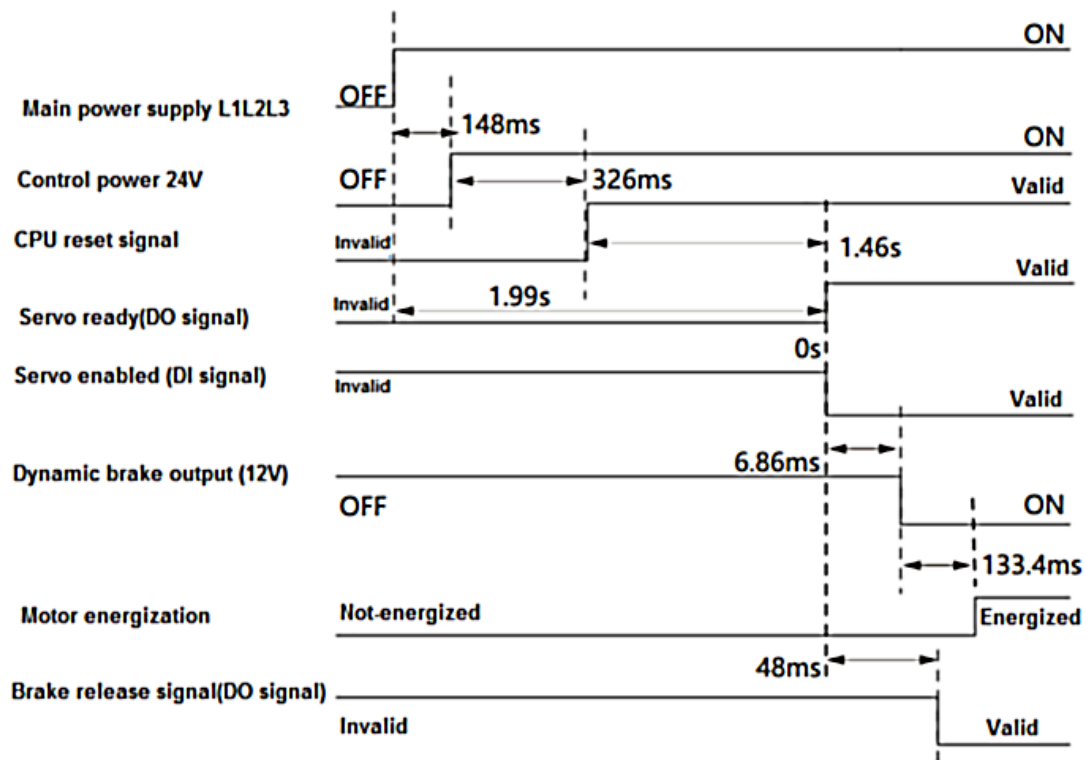 ON
OFF
Main power supply L1L2L3
148ms
ON
Control power 24V
OFF
326ms
Valid
CPU reset signal
Invalid
1.46s
Valid
Invalid
1.99s
Servo ready(DO signal)
0s
Servo enabled (DI signal)
Invalid
Valid
6.86ms
Dynamic brake output (12V)
OFF
ON
133.4ms
Motor energization
Not-energized
Energized
48ms
Brake release signal(DO signal)
Invalid
Valid